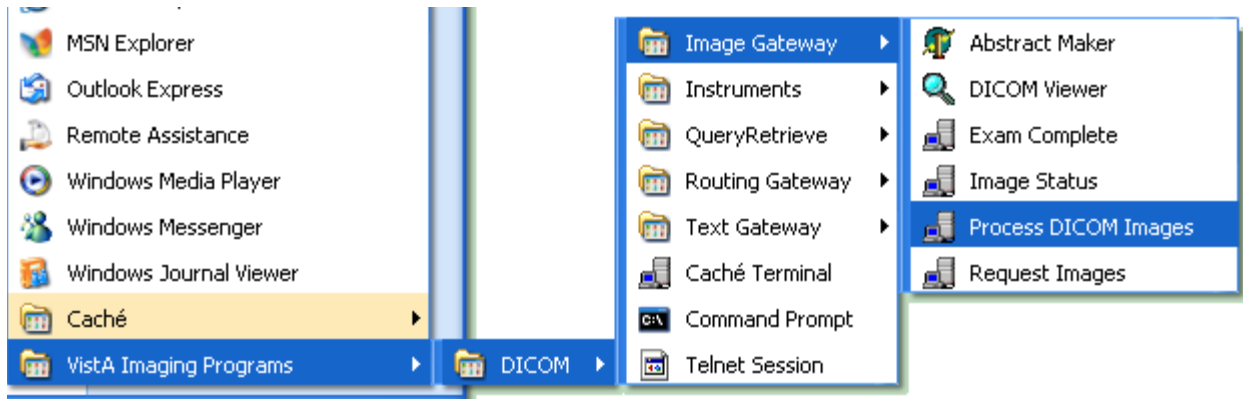 MSN Explorer
Outlook Express
Remote Assistance
Windows Media Player
Windows Messenger
Windows Journal Viewer
Caché
VistA Imaging Programs
DICOM
Image Gateway
Instruments
QueryRetrieve
Routing Gateway
Text Gateway
Caché Terminal
Command Prompt
Telnet Session
Abstract Maker
DICOM Viewer
Exam Complete
Image Status
Process DICOM Images
Request Images